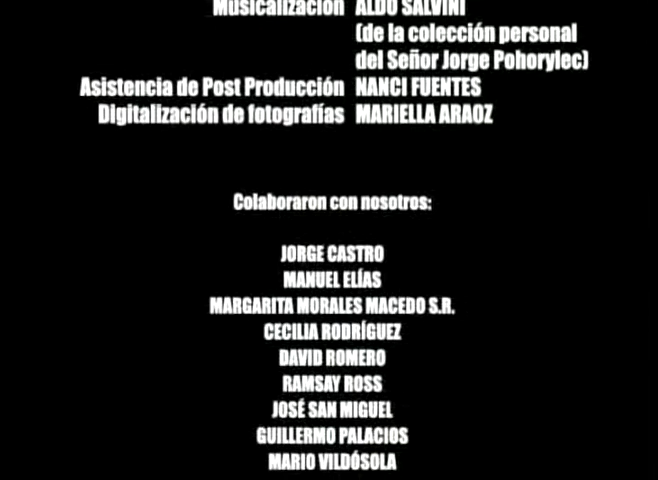 Musicalización ALDO SALVINI
(de la colección personal
del Señor Jorge Pohorylec)
Asistencia de Post Producción NANCI FUENTES
Digitalización de fotografías MARIELLA ARAOZ
Colaboraron con nosotros:
JORGE CASTRO
MANUEL ELÍAS
MARGARITA MORALES MACEDO S.R.
CECILIA RODRÍGUEZ
DAVID ROMERO
RAMSAY ROSS
JOSÉ SAN MIGUEL
GUILLERMO PALACIOS
MARIO VILDÓSOLA